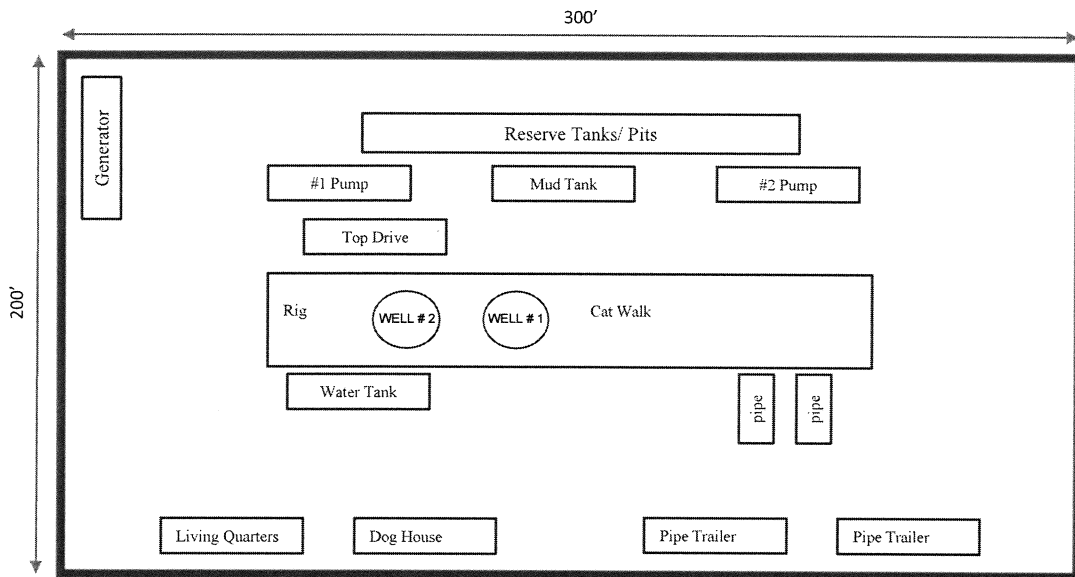 300’
200’
Generator
Reserve Tanks/ Pits
#1 Pump
Mud Tank
#2 Pump
Top Drive
Rig
WELL # 2
WELL # 1
Cat Walk
Water Tank
pipe
pipe
Living Quarters
Dog House
Pipe Trailer
Pipe Trailer